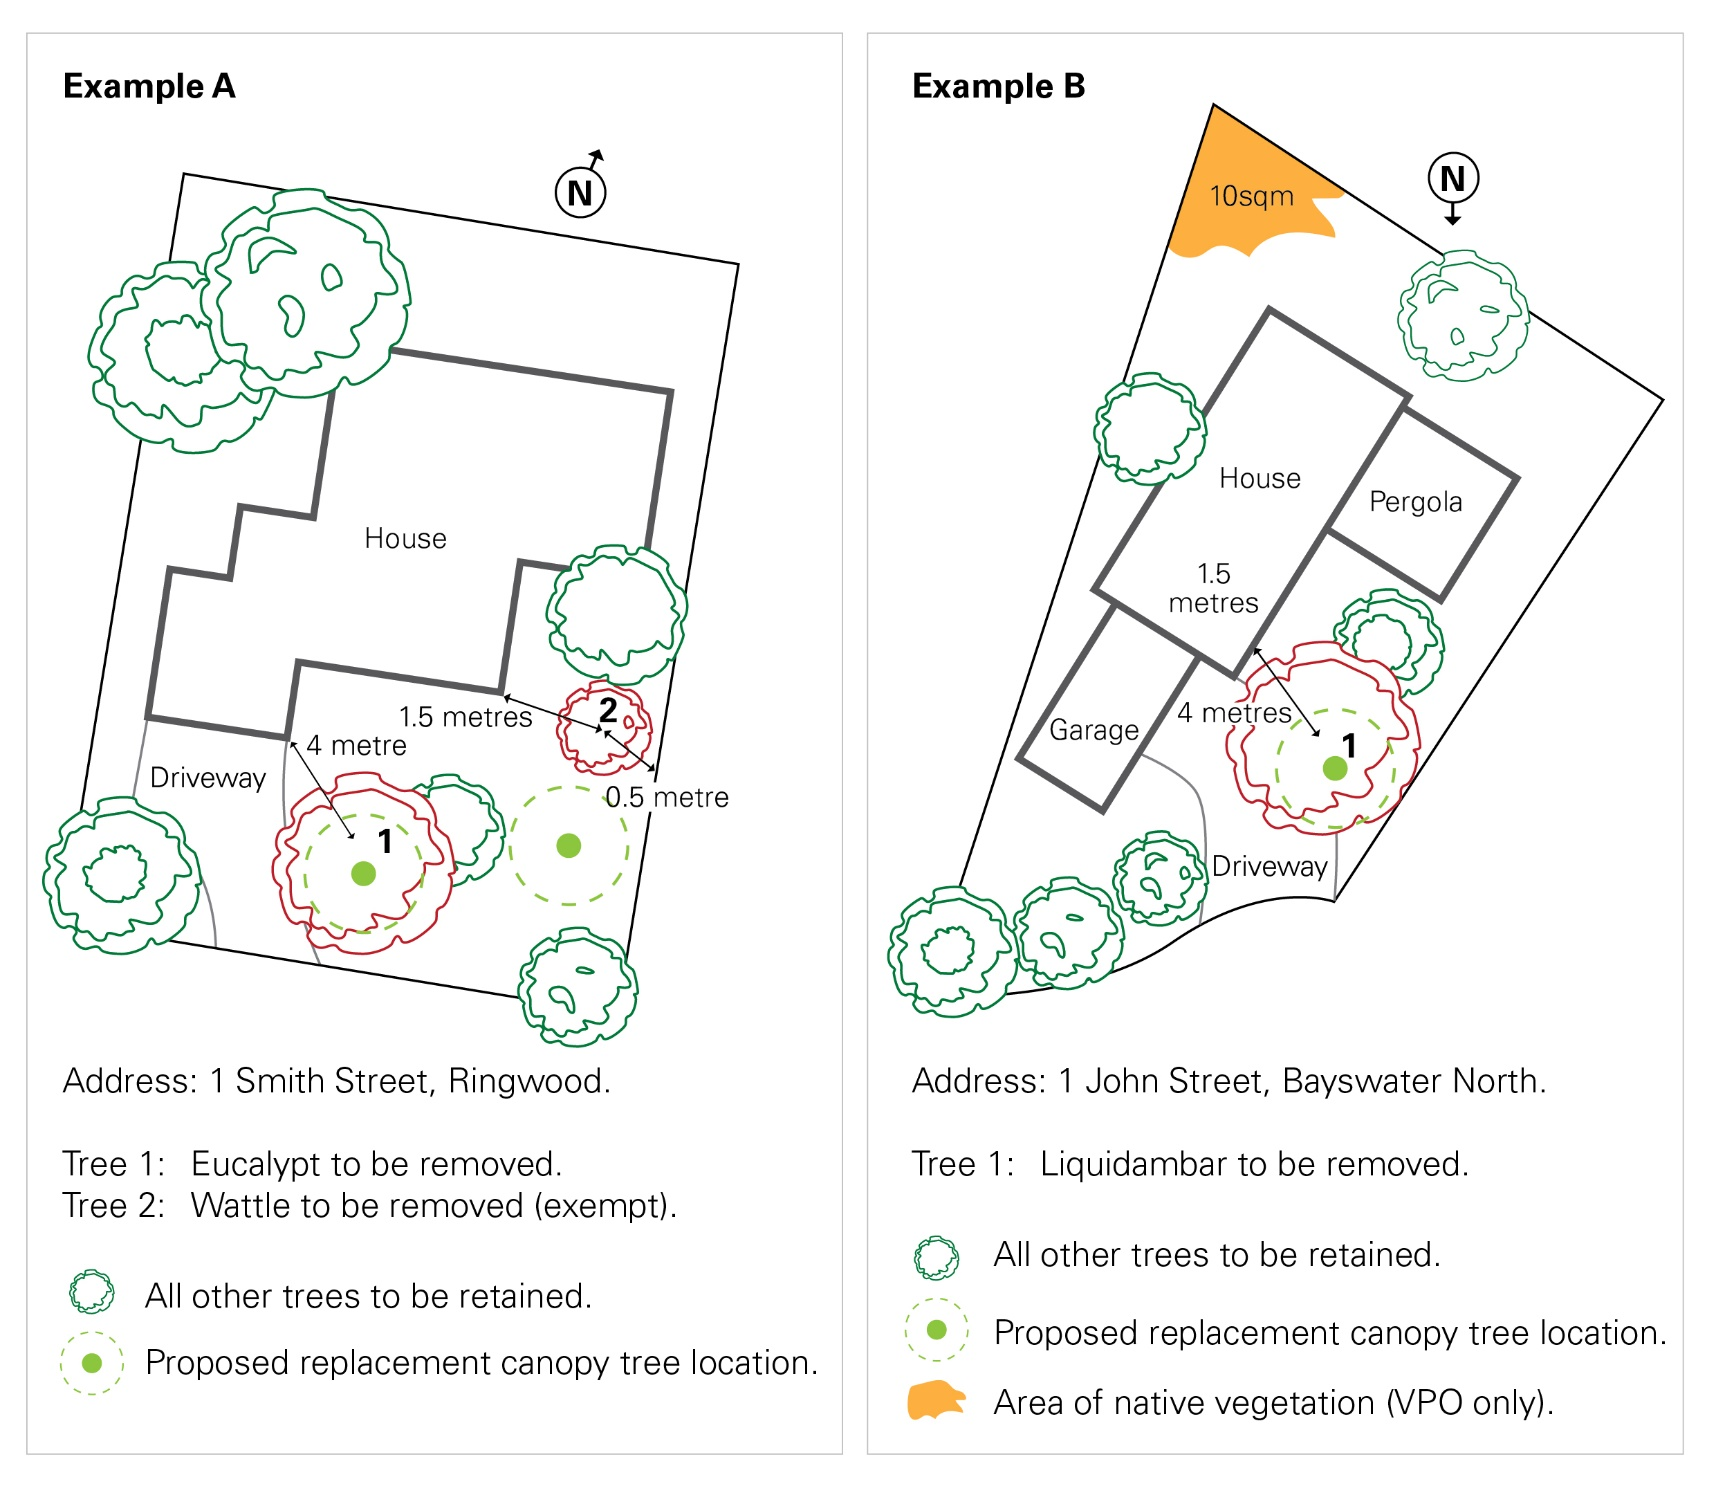 Example A
N
House
1.5 metres
2
4 metre
Driveway
0.5 metre
1
Address: 1 Smith Street, Ringwood.
Tree 1: Eucalypt to be removed.
Tree 2: Wattle to be removed (exempt).
All other trees to be retained.
Proposed replacement canopy tree location.
Example B
N
10sqm
House
Pergola
1.5
metres
4 metres
Garage
1
Driveway
Address: 1 John Street, Bayswater North.
Tree 1: Liquidambar to be removed.
All other trees to be retained.
Proposed replacement canopy tree location.
Area of native vegetation (VPO only).